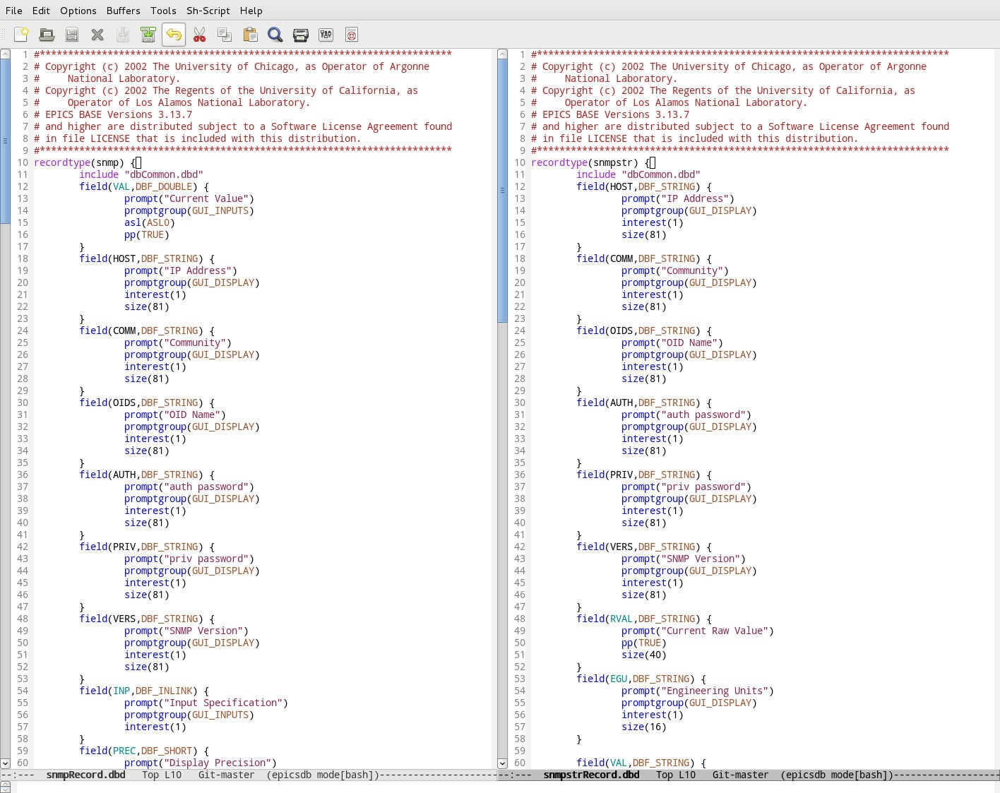 File Edit Options Buffers Tools Sh-Script Help
1 #*************************************************************************
2 # Copyright (c) 2002 The University of Chicago, as Operator of Argonne
3 #     National Laboratory.
4 # Copyright (c) 2002 The Regents of the University of California, as
5 #     Operator of Los Alamos National Laboratory.
6 # EPICS BASE Versions 3.13.7
7 # and higher are distributed subject to a Software License Agreement found
8 # in file LICENSE that is included with this distribution.
9 #*************************************************************************
10 recordtype(snmp) {
11         include "dbCommon.dbd"
12         field(VAL,DBF_DOUBLE) {
13                 prompt("Current Value")
14                 promptgroup(GUI_INPUTS)
15                 asl(ASL0)
16                 pp(TRUE)
17         }
18         field(HOST,DBF_STRING) {
19                 prompt("IP Address")
20                 promptgroup(GUI_DISPLAY)
21                 interest(1)
22                 size(81)
23         }
24         field(COMM,DBF_STRING) {
25                 prompt("Community")
26                 promptgroup(GUI_DISPLAY)
27                 interest(1)
28                 size(81)
29         }
30         field(OIDS,DBF_STRING) {
31                 prompt("OID Name")
32                 promptgroup(GUI_DISPLAY)
33                 interest(1)
34                 size(81)
35         }
36         field(AUTH,DBF_STRING) {
37                 prompt("auth password")
38                 promptgroup(GUI_DISPLAY)
39                 interest(1)
40                 size(81)
41         }
42         field(PRIV,DBF_STRING) {
43                 prompt("priv password")
44                 promptgroup(GUI_DISPLAY)
45                 interest(1)
46                 size(81)
47         }
48         field(VERS,DBF_STRING) {
49                 prompt("SNMP Version")
50                 promptgroup(GUI_DISPLAY)
51                 interest(1)
52                 size(81)
53         }
54         field(INP,DBF_INLINK) {
55                 prompt("Input Specification")
56                 promptgroup(GUI_INPUTS)
57                 interest(1)
58         }
59         field(PREC,DBF_SHORT) {
60                 prompt("Display Precision")
--:--- snmpRecord.dbd Top L10 Git-master (epicsdb mode[bash])---------------------
1 #*************************************************************************
2 # Copyright (c) 2002 The University of Chicago, as Operator of Argonne
3 #     National Laboratory.
4 # Copyright (c) 2002 The Regents of the University of California, as
5 #     Operator of Los Alamos National Laboratory.
6 # EPICS BASE Versions 3.13.7
7 # and higher are distributed subject to a Software License Agreement found
8 # in file LICENSE that is included with this distribution.
9 #*************************************************************************
10 recordtype(snmpstr) {
11         include "dbCommon.dbd"
12         field(HOST,DBF_STRING) {
13                 prompt("IP Address")
14                 promptgroup(GUI_DISPLAY)
15                 interest(1)
16                 size(81)
17         }
18         field(COMM,DBF_STRING) {
19                 prompt("Community")
20                 promptgroup(GUI_DISPLAY)
21                 interest(1)
22                 size(81)
23         }
24         field(OIDS,DBF_STRING) {
25                 prompt("OID Name")
26                 promptgroup(GUI_DISPLAY)
27                 interest(1)
28                 size(81)
29         }
30         field(AUTH,DBF_STRING) {
31                 prompt("auth password")
32                 promptgroup(GUI_DISPLAY)
33                 interest(1)
34                 size(81)
35         }
36         field(PRIV,DBF_STRING) {
37                 prompt("priv password")
38                 promptgroup(GUI_DISPLAY)
39                 interest(1)
40                 size(81)
41         }
42         field(VERS,DBF_STRING) {
43                 prompt("SNMP Version")
44                 promptgroup(GUI_DISPLAY)
45                 interest(1)
46                 size(81)
47         }
48         field(RVAL,DBF_STRING) {
49                 prompt("Current Raw Value")
50                 pp(TRUE)
51                 size(40)
52         }
53         field(EGU,DBF_STRING) {
54                 prompt("Engineering Units")
55                 promptgroup(GUI_DISPLAY)
56                 interest(1)
57                 size(16)
58         }
59
60         field(VAL,DBF_STRING) {
--:--- snmpstrRecord.dbd Top L10 Git-master (epicsdb mode[bash])-------------------